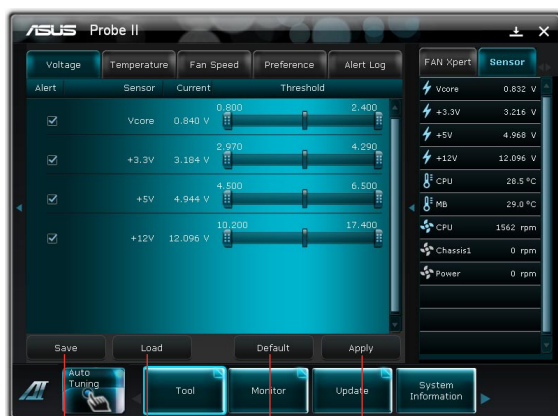 ASUS Probe II
Voltage Temperature Fan Speed Preference Alert Log
Alert Sensor Current Threshold
0.800 2.400
Vcore 0.840 V
2.970 4.290
+3.3V 3.184 V
4.500 6.500
+5V 4.944 V
10.200 17.400
+12V 12.096 V
Save Load Default Apply
FAN Xpert Sensor
Vcore 0.832 V
+3.3V 3.216 V
+5V 4.968 V
+12V 12.096 V
CPU 28.5 °C
MB 29.0 °C
CPU 1562 rpm
Chassis1 0 rpm
Power 0 rpm
AI
Auto
Tuning
Tool
Monitor
Update
System
Information